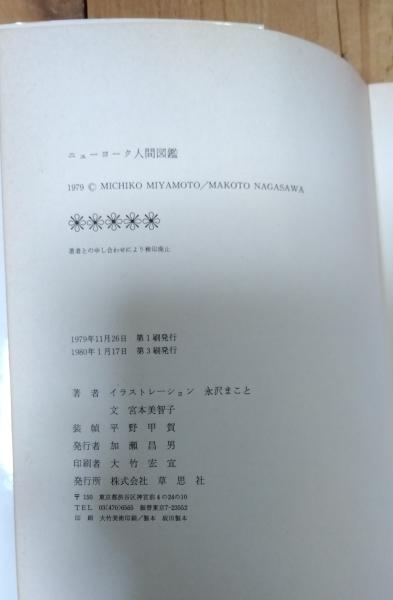 ニューヨーク人間図鑑
1979 © MICHIKO MIYAMOTO/MAKOTO NAGASAWA
著者との申し合わせにより検印廃止
1979年11月26日 第1刷発行
1980年1月17日 第3刷発行
著者 イラストレーション 永沢まこと
文 宮本美智子
装幀 平野甲賀
発行者 加瀬昌男
印刷者 大竹宏宣
発行所 株式会社 草思社
〒150 東京都渋谷区神宮前4の24の10
TEL 03(470)6565 振替東京7-23552
印刷 大竹美術印刷/製本 坂川製本